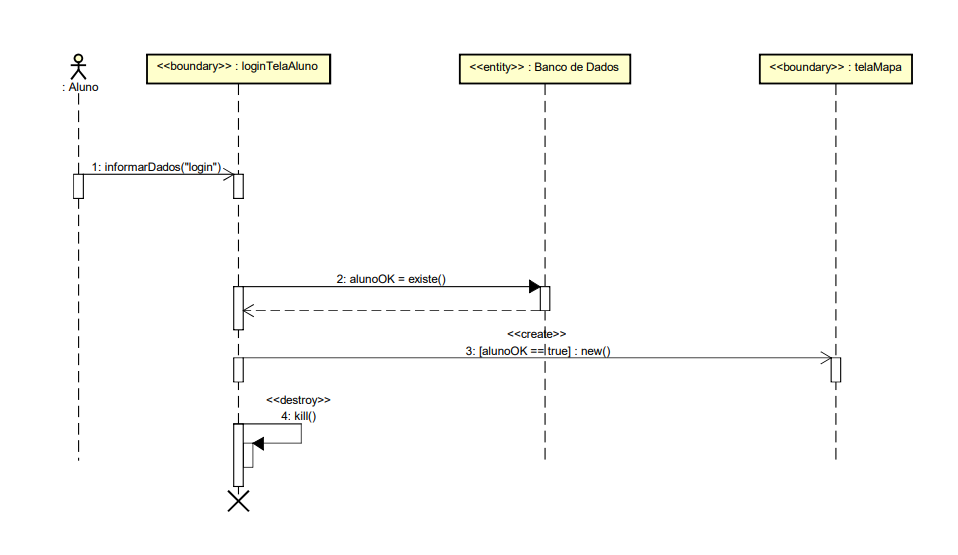 : Aluno
<<boundary>> : loginTelaAluno
<<entity>> : Banco de Dados
<<boundary>> : telaMapa
1: informarDados("login")
2: alunoOK = existe()
<<create>>
3: [alunoOK == true] : new()
<<destroy>>
4: kill()